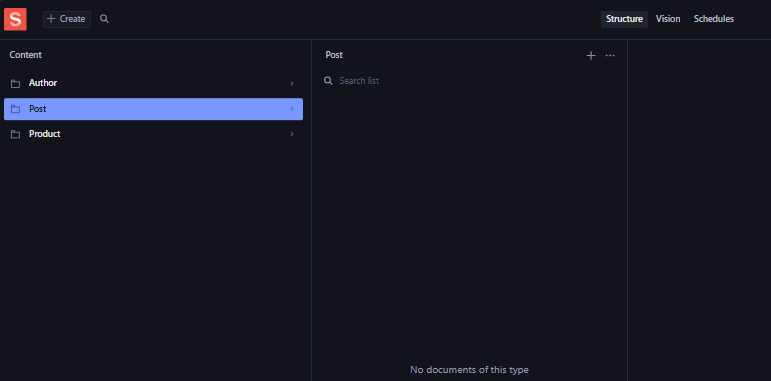 S
Create
Structure
Vision
Schedules
Content
Author
Post
Product
Post
Search list
No documents of this type